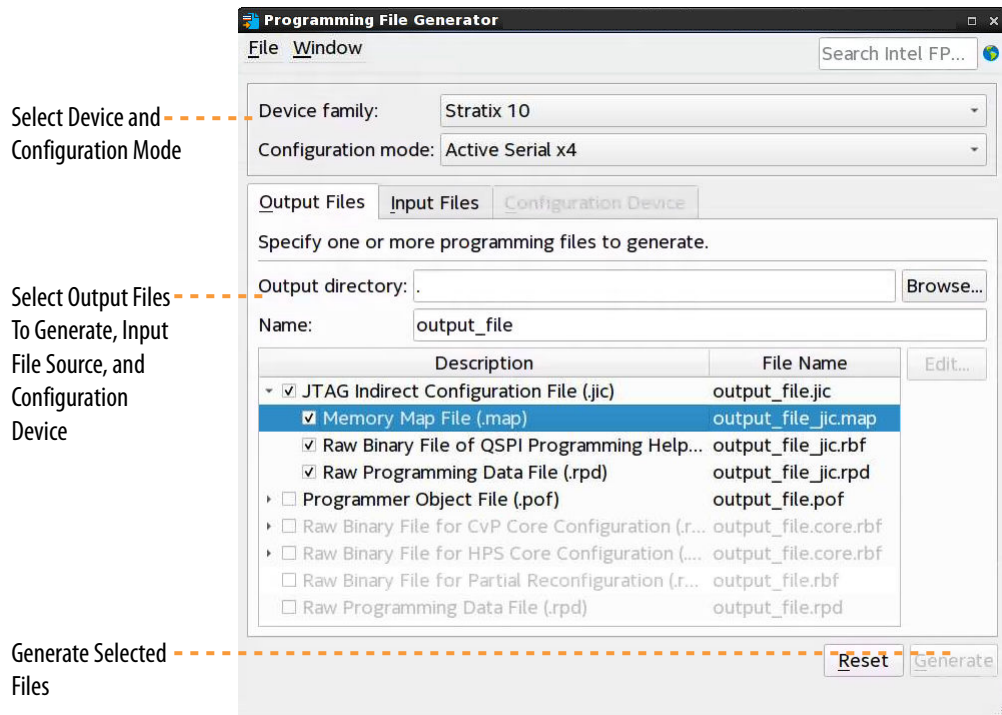 Programming File Generator
File Window
Search Intel FP...
Select Device and
Configuration Mode
Device family: Stratix 10
Configuration mode: Active Serial x4
Output Files Input Files Configuration Device
Specify one or more programming files to generate.
Select Output Files
To Generate, Input
File Source, and
Configuration
Device
Output directory: . Browse...
Name: output_file
Description File Name Edit...
JTAG Indirect Configuration File (.jic) output_file.jic
Memory Map File (.map) output_file_jic.map
Raw Binary File of QSPI Programming Help... output_file_jic.rbf
Raw Programming Data File (.rpd) output_file_jic.rpd
Programmer Object File (.pof) output_file.pof
Raw Binary File for CvP Core Configuration (.r... output_file.core.rbf
Raw Binary File for HPS Core Configuration (.... output_file.core.rbf
Raw Binary File for Partial Reconfiguration (.r... output_file.rbf
Raw Programming Data File (.rpd) output_file.rpd
Generate Selected
Files
Reset Generate